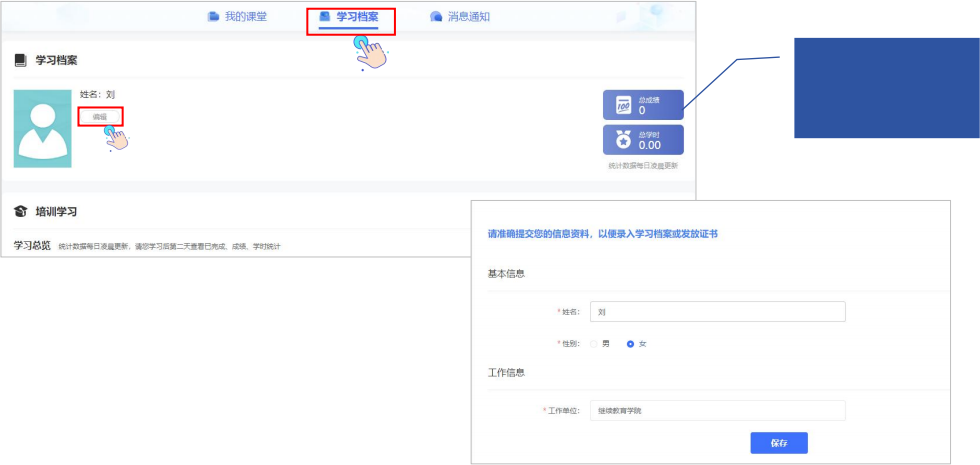 我的课堂
学习档案
消息通知
学习档案
姓名：刘
编辑
100
总成绩
0
总学时
0.00
统计数据每日凌晨更新
培训学习
学习总览 统计数据每日凌晨更新，请您学习后第二天查看已完成、成绩、学时统计
请准确提交您的信息资料，以便录入学习档案或发放证书
基本信息
*姓名： 刘
*性别： 男 女
工作信息
*工作单位： 继续教育学院
保存